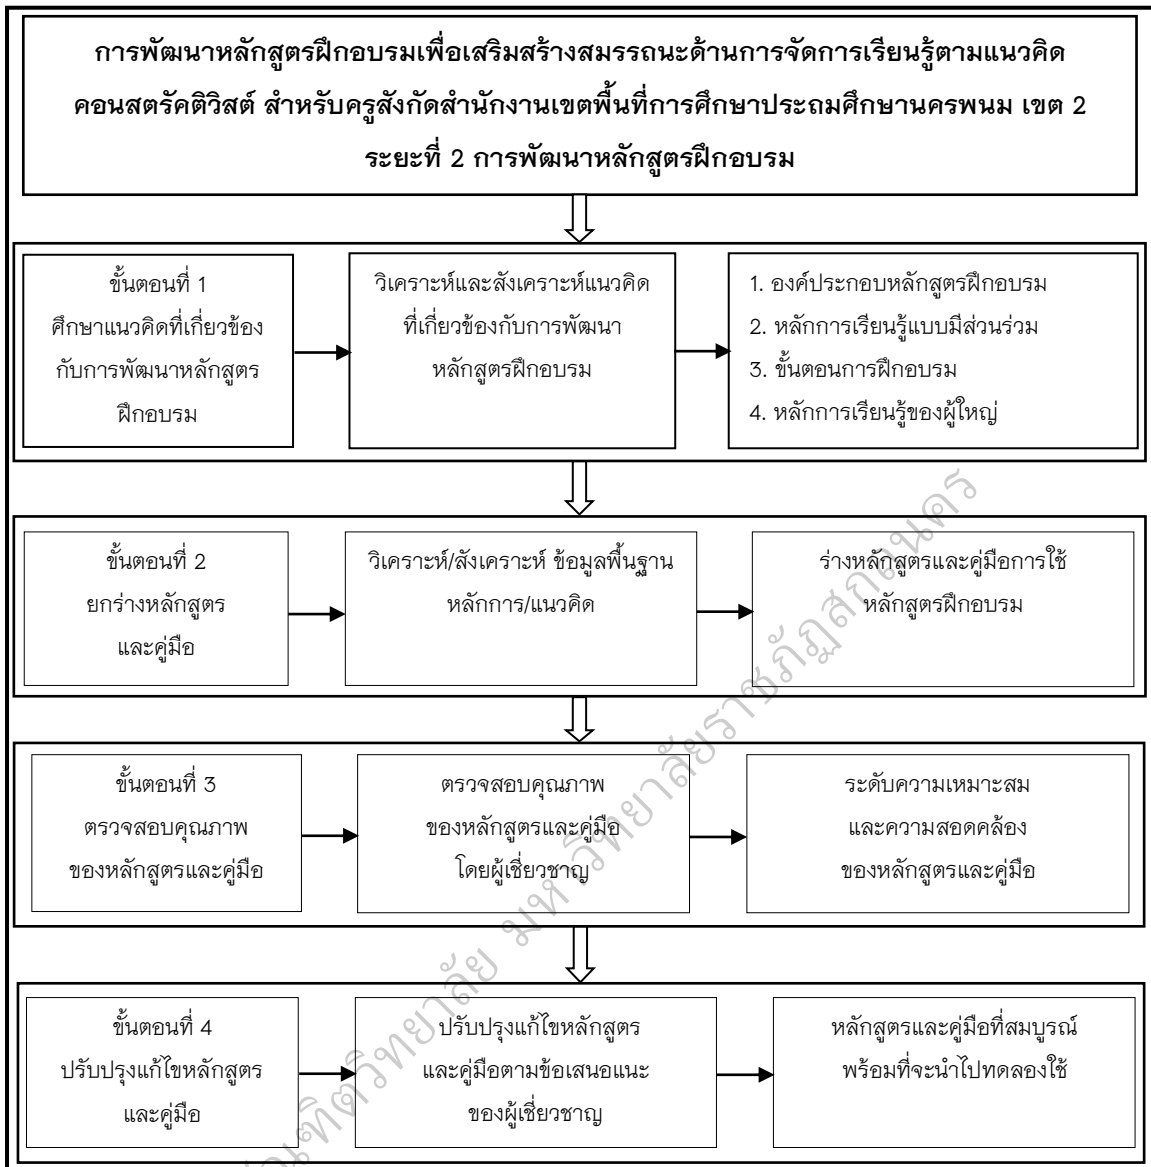 การพัฒนาหลักสูตรฝึกอบรมเพื่อเสริมสร้างสมรรถนะด้านการจัดการเรียนรู้ตามแนวคิด
คอนสตรัคติวิสต์ สำหรับครูสังกัดสำนักงานเขตพื้นที่การศึกษาประถมศึกษานครพนม เขต 2
ระยะที่ 2 การพัฒนาหลักสูตรฝึกอบรม
ขั้นตอนที่ 1
ศึกษาแนวคิดที่เกี่ยวข้อง
กับการพัฒนาหลักสูตร
ฝึกอบรม
วิเคราะห์และสังเคราะห์แนวคิด
ที่เกี่ยวข้องกับการพัฒนา
หลักสูตรฝึกอบรม
1. องค์ประกอบหลักสูตรฝึกอบรม
2. หลักการเรียนรู้แบบมีส่วนร่วม
3. ขั้นตอนการฝึกอบรม
4. หลักการเรียนรู้ของผู้ใหญ่
ขั้นตอนที่ 2
ยกร่างหลักสูตร
และคู่มือ
วิเคราะห์/สังเคราะห์ ข้อมูลพื้นฐาน
หลักการ/แนวคิด
ร่างหลักสูตรและคู่มือการใช้
หลักสูตรฝึกอบรม
ขั้นตอนที่ 3
ตรวจสอบคุณภาพ
ของหลักสูตรและคู่มือ
ตรวจสอบคุณภาพ
ของหลักสูตรและคู่มือ
โดยผู้เชี่ยวชาญ
ระดับความเหมาะสม
และความสอดคล้อง
ของหลักสูตรและคู่มือ
ขั้นตอนที่ 4
ปรับปรุงแก้ไขหลักสูตร
และคู่มือ
ปรับปรุงแก้ไขหลักสูตร
และคู่มือตามข้อเสนอแนะ
ของผู้เชี่ยวชาญ
หลักสูตรและคู่มือที่สมบูรณ์
พร้อมที่จะนำไปทดลองใช้
มหาวิทยาลัยราชภัฏสกลนคร